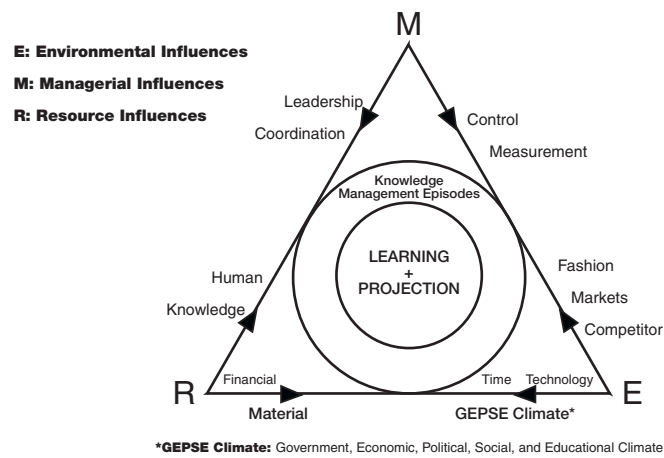 M
E: Environmental Influences
M: Managerial Influences
R: Resource Influences
Leadership
Coordination
Control
Measurement
Knowledge
Management Episodes
LEARNING
+
PROJECTION
Human
Knowledge
Fashion
Markets
Competitor
R
Financial
Material
Time
Technology
GEPSE Climate*
E
*GEPSE Climate: Government, Economic, Political, Social, and Educational Climate